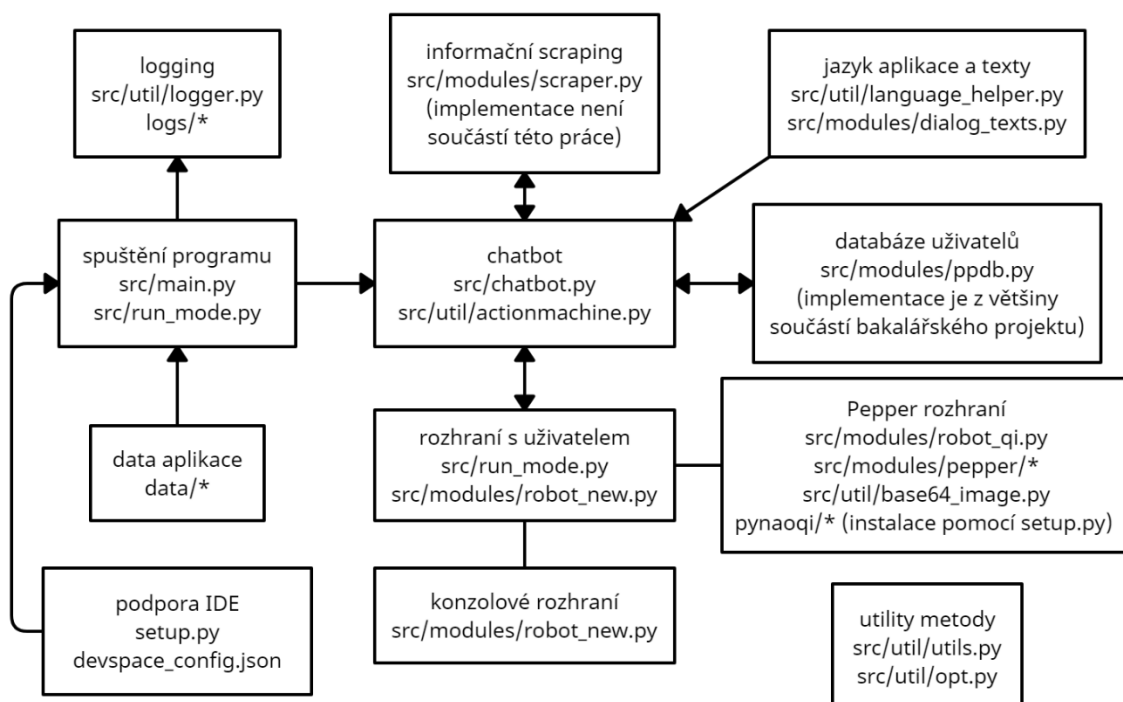 logging
src/util/logger.py
logs/*
informační scraping
src/modules/scraper.py
(implementace není
součástí této práce)
jazyk aplikace a texty
src/util/language_helper.py
src/modules/dialog_texts.py
spuštění programu
src/main.py
src/run_mode.py
chatbot
src/chatbot.py
src/util/actionmachine.py
databáze uživatelů
src/modules/ppdb.py
(implementace je z většiny
součástí bakalářského projektu)
data aplikace
data/*
rozhraní s uživatelem
src/run_mode.py
src/modules/robot_new.py
Pepper rozhraní
src/modules/robot_qi.py
src/modules/pepper/*
src/util/base64_image.py
pynaoqi/* (instalace pomocí setup.py)
podpora IDE
setup.py
devspace_config.json
konzolové rozhraní
src/modules/robot_new.py
utility metody
src/util/utils.py
src/util/opt.py